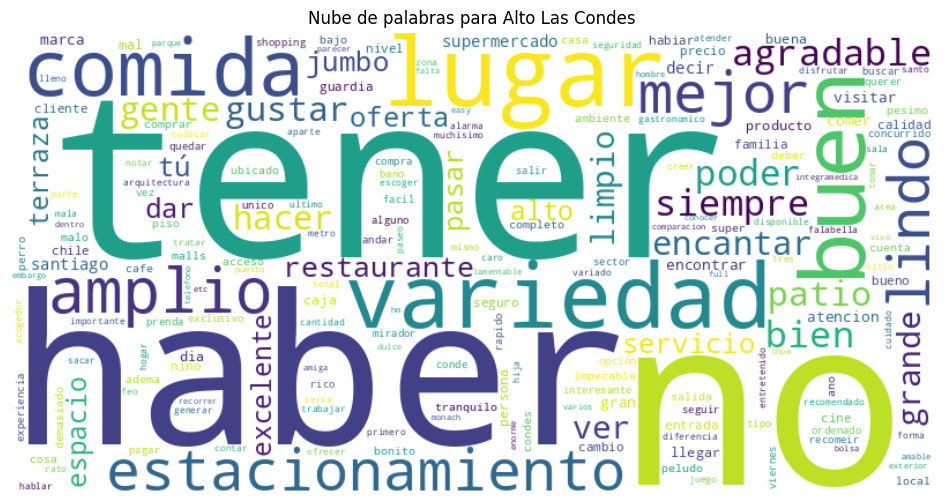 Nube de palabras para Alto Las Condes
marca mal parque shopping bajo nivel supermercado casa seguridad habiar atender buena
comida jumbo parecer lugar zona falta precio agradable
lleno guardia decir hombre disfrutar buscar santo
cliente gente gustar oferta easy gastronomico mejor querer visitar pesimo
terrazar comprar colocar aparte alarma muchisimo ambiente producto comer calidad
tener quedar tú compra bano salir creer poder familia concurrido
notar ubicado escoger facil pasar limpio deber sala tomar buen lindo
parte arquitectura vez dar unico ultimo hacer alguno alto siempre integramedica
mala dentro piso metro andar paseo completo conocer disponible area
malo chile tratar mismo encantar comparacion super falabella vivo
perro santiago malls acceso caro sector encontrar tres cuenta sitio
embargo cafe telefono puesto restaurante lamentable variado full bueno
amplio etc total variedad patio atencion cuidado grande
acogedor importante prenda exclusivo caja cantidad hm seguro rapido bien
haber excelente mirador servicio no show entretenido
experiencia dia cerca dulce opción salida ano
sacar hogar nino amiga conde hija impecable interesante recomendado
espacio demasiado feo adema rico persona gran seguir cine ordenado
recorrer generar trabajar tranquilo monach varios entrada tipo recomeir forma
cosa pagar contar primero enorme condes ver diferencia llegar bolsa amable
rato bonito cambio peludo viernes exterior
hablar estacionamiento ofrecer juego local